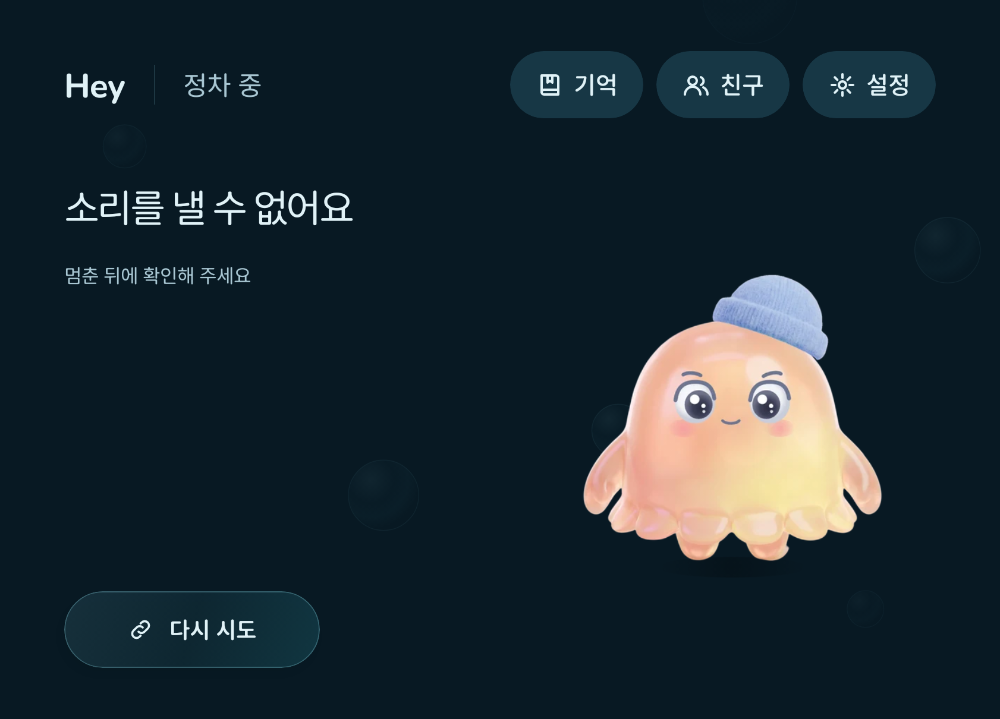 Hey
정차 중
기억
친구
설정
소리를 낼 수 없어요
멈춘 뒤에 확인해 주세요
다시 시도